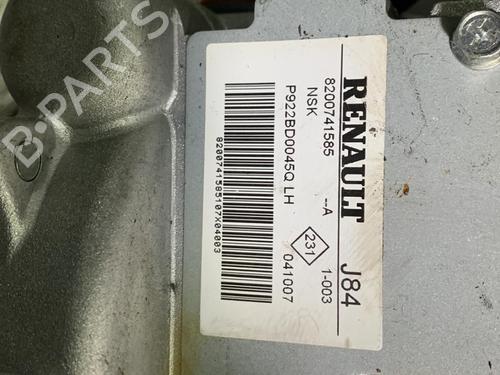 RENAULT J84
8200741585 --A 1-003
NSK 231
P922BD0045Q LH 041007
8200741585107X04003
B-PARTS